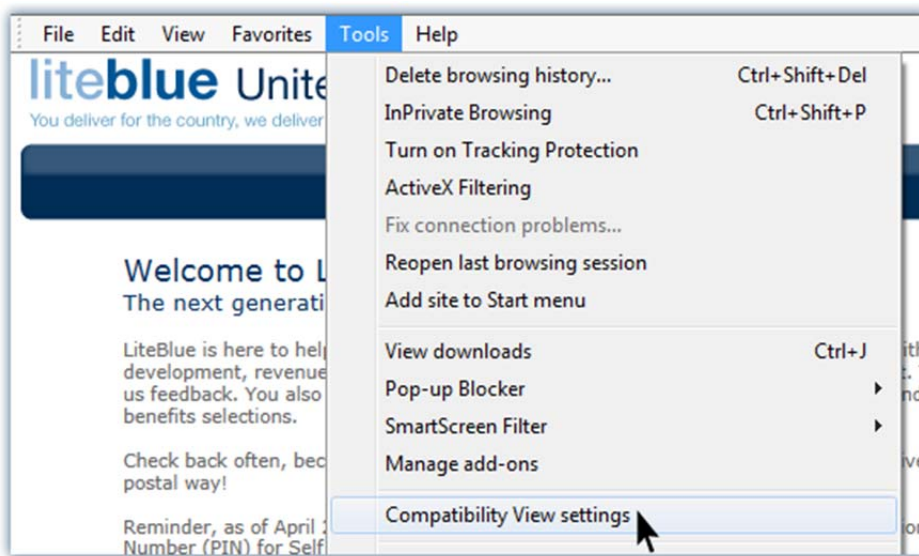 File Edit View Favorites Tools Help
liteblue Unite
You deliver for the country, we deliver
Delete browsing history... Ctrl+Shift+Del
InPrivate Browsing Ctrl+Shift+P
Turn on Tracking Protection
ActiveX Filtering
Fix connection problems...
Reopen last browsing session
Add site to Start menu
View downloads Ctrl+J
Pop-up Blocker
SmartScreen Filter
Manage add-ons
Compatibility View settings
Welcome to L
The next generati
LiteBlue is here to help
development, revenue
us feedback. You also
benefits selections.
Check back often, bec
postal way!
Reminder, as of April
Number (PIN) for Self